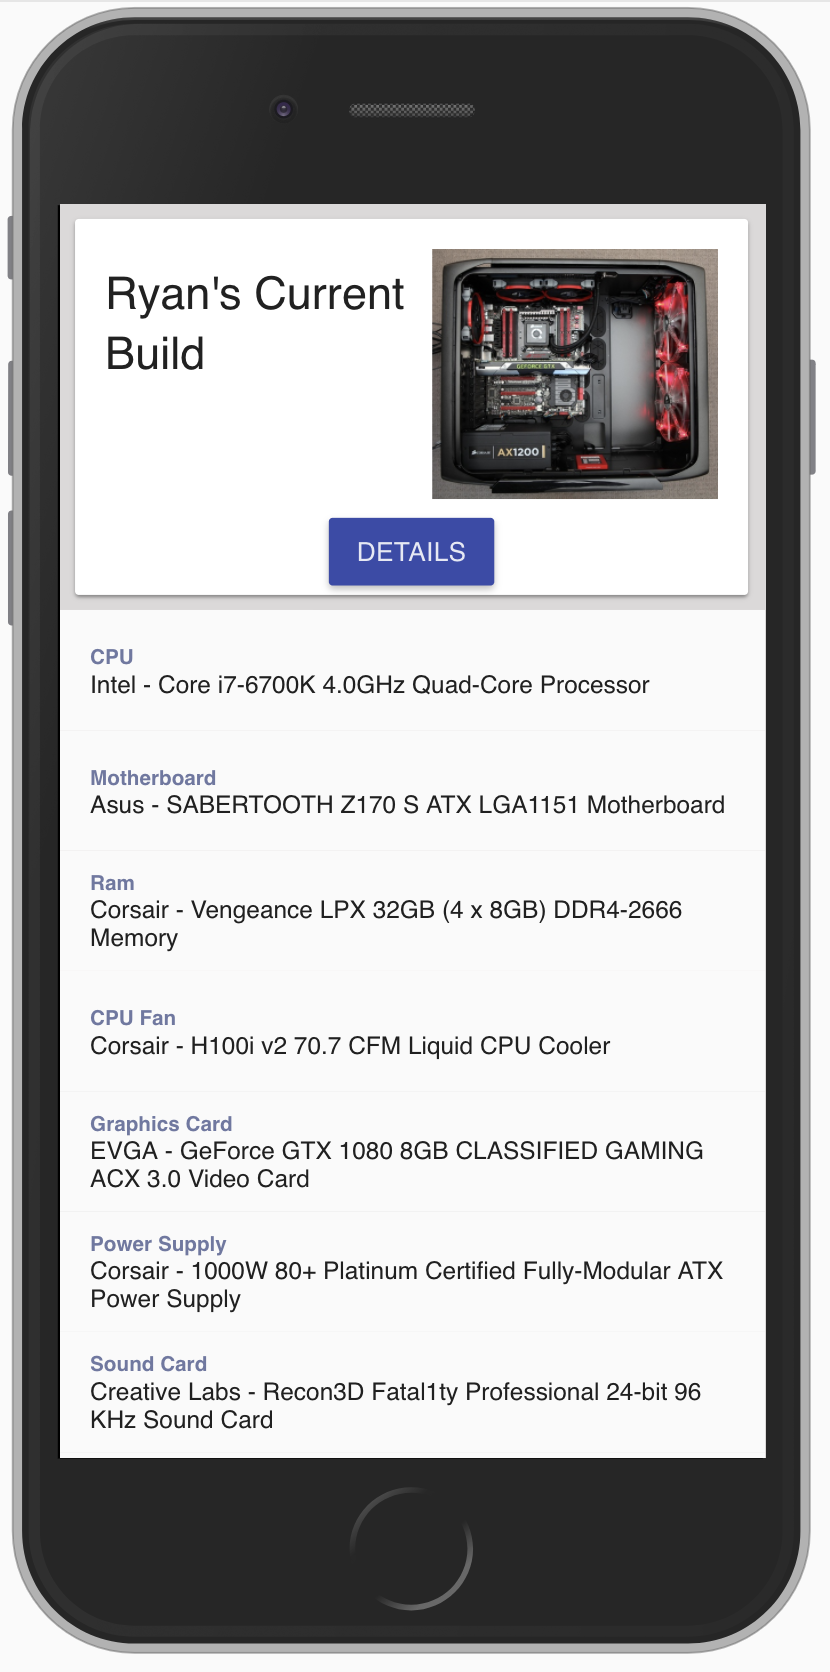 Ryan's Current
Build
GEFORCE GTX
CORSAIR AX1200
DETAILS
CPU
Intel - Core i7-6700K 4.0GHz Quad-Core Processor
Motherboard
Asus - SABERTOOTH Z170 S ATX LGA1151 Motherboard
Ram
Corsair - Vengeance LPX 32GB (4 x 8GB) DDR4-2666
Memory
CPU Fan
Corsair - H100i v2 70.7 CFM Liquid CPU Cooler
Graphics Card
EVGA - GeForce GTX 1080 8GB CLASSIFIED GAMING
ACX 3.0 Video Card
Power Supply
Corsair - 1000W 80+ Platinum Certified Fully-Modular ATX
Power Supply
Sound Card
Creative Labs - Recon3D Fatal1ty Professional 24-bit 96
KHz Sound Card